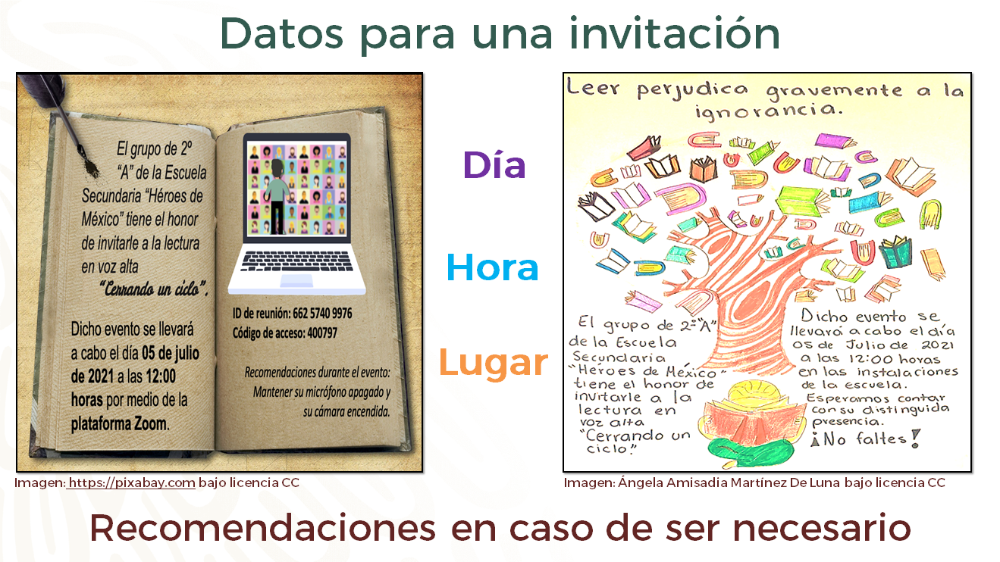 Datos para una invitación
El grupo de 2º
“A” de la Escuela
Secundaria “Héroes de
México” tiene el honor
de invitarle a la lectura
en voz alta
“Cerrando un ciclo”.
Dicho evento se llevará
a cabo el día 05 de julio
de 2021 a las 12:00
horas por medio de la
plataforma Zoom.
ID de reunión: 662 5740 9976
Código de acceso: 400797
Recomendaciones durante el evento:
Mantener su micrófono apagado y
su cámara encendida.
Imagen: https://pixabay.com bajo licencia CC
Día
Hora
Lugar
Leer perjudica gravemente a la
ignorancia.
El grupo de 2º "A"
de la Escuela
Secundaria
"Héroes de México"
tiene el honor de
invitarle a la
lectura en
voz alta
"Cerrando un
ciclo."
Dicho evento se
llevará a cabo el día
05 de Julio de 2021
a las 12:00 horas
en las instalaciones
de la escuela.
Esperamos contar
con su distinguida
presencia.
¡No faltes!
Imagen: Ángela Amisadia Martínez De Luna bajo licencia CC
Recomendaciones en caso de ser necesario